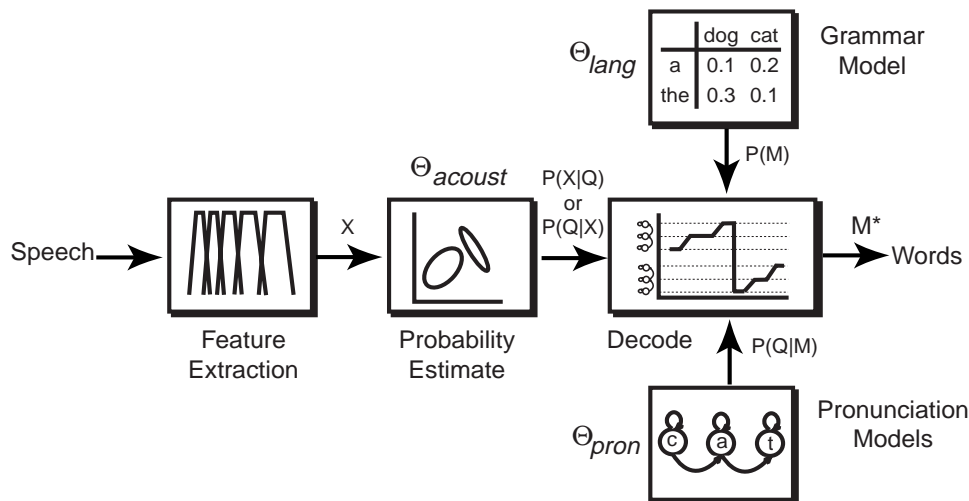 dog cat
a 0.1 0.2
the 0.3 0.1
Θlang
Grammar
Model
P(M)
Θacoust
P(X|Q)
or
P(Q|X)
Speech
X
M*
Words
Feature
Extraction
Probability
Estimate
Decode
P(Q|M)
Θpron
c a t
Pronunciation
Models